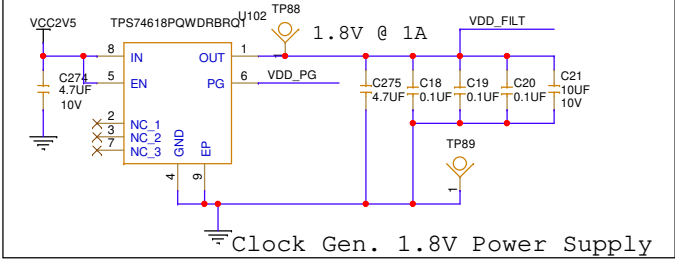 VCC2V5
TPS74618PQWDRBRQ1
U102
TP88
1.8V @ 1A
VDD_FILT
8
IN
OUT
1
1
5
EN
PG
6
VDD_PG
C274
4.7UF
10V
C275
4.7UF
C18
0.1UF
C19
0.1UF
C20
0.1UF
C21
10UF
10V
2
NC_1
3
NC_2
7
NC_3
GND
EP
4
9
TP89
1
Clock Gen. 1.8V Power Supply